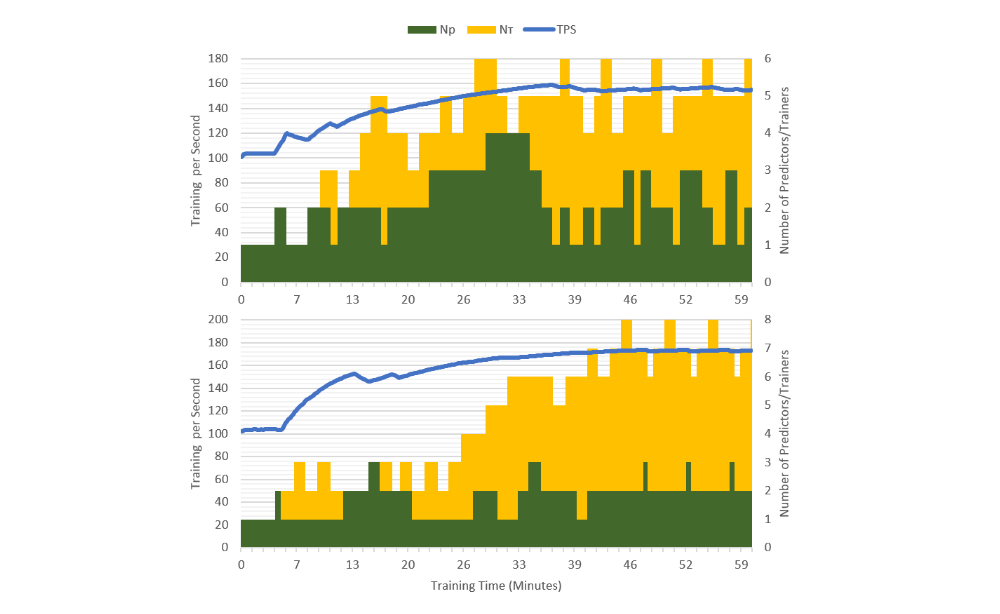 Np Nᴛ TPS
180 6
160
140 5
120 4
100
80 3
60 2
40 1
20
0 0
Training per Second
Number of Predictors/Trainers
0 7 13 20 26 33 39 46 52 59
200 8
180 7
160
140 6
120 5
100 4
80 3
60
40 2
20 1
0 0
Training per Second
Number of Predictors/Trainers
0 7 13 20 26 33 39 46 52 59
Training Time (Minutes)